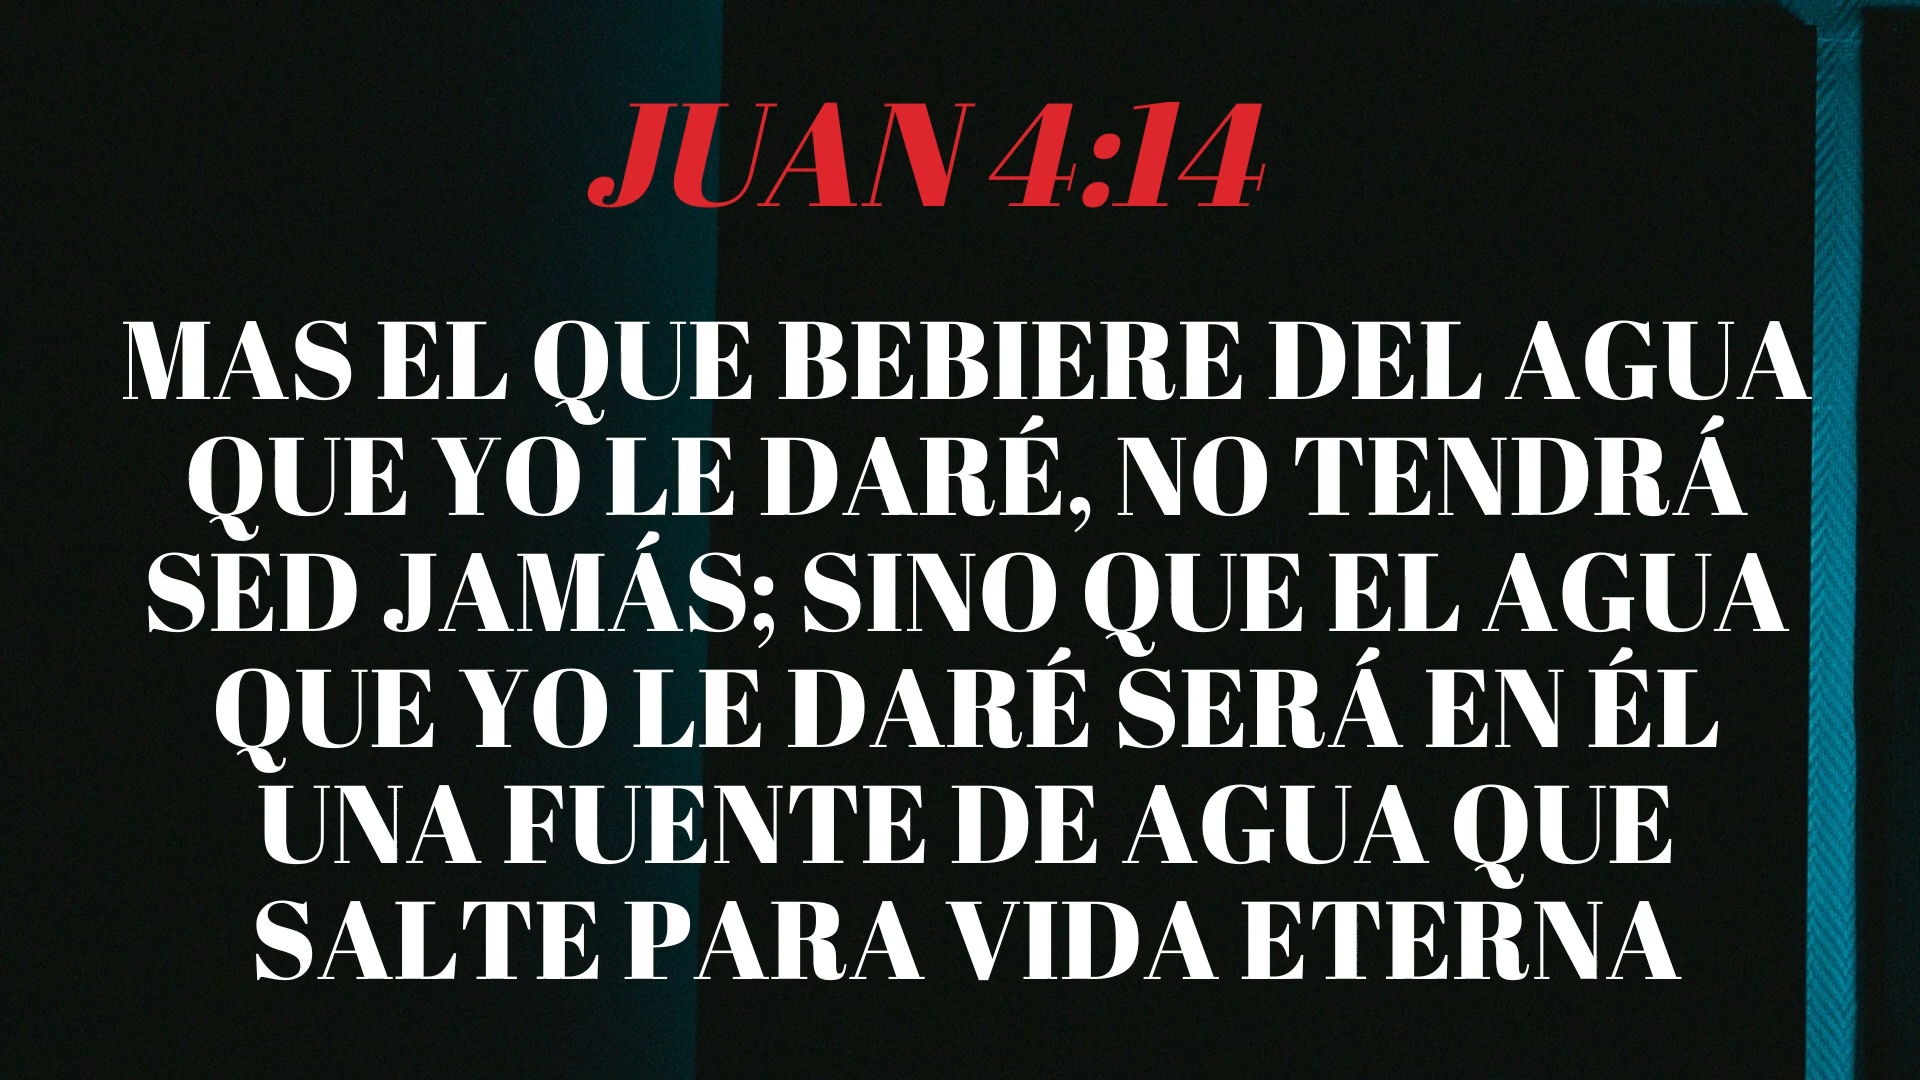 JUAN 4:14
MAS EL QUE BEBIERE DEL AGUA
QUE YO LE DARÉ, NO TENDRÁ
SED JAMÁS; SINO QUE EL AGUA
QUE YO LE DARÉ SERÁ EN ÉL
UNA FUENTE DE AGUA QUE
SALTE PARA VIDA ETERNA